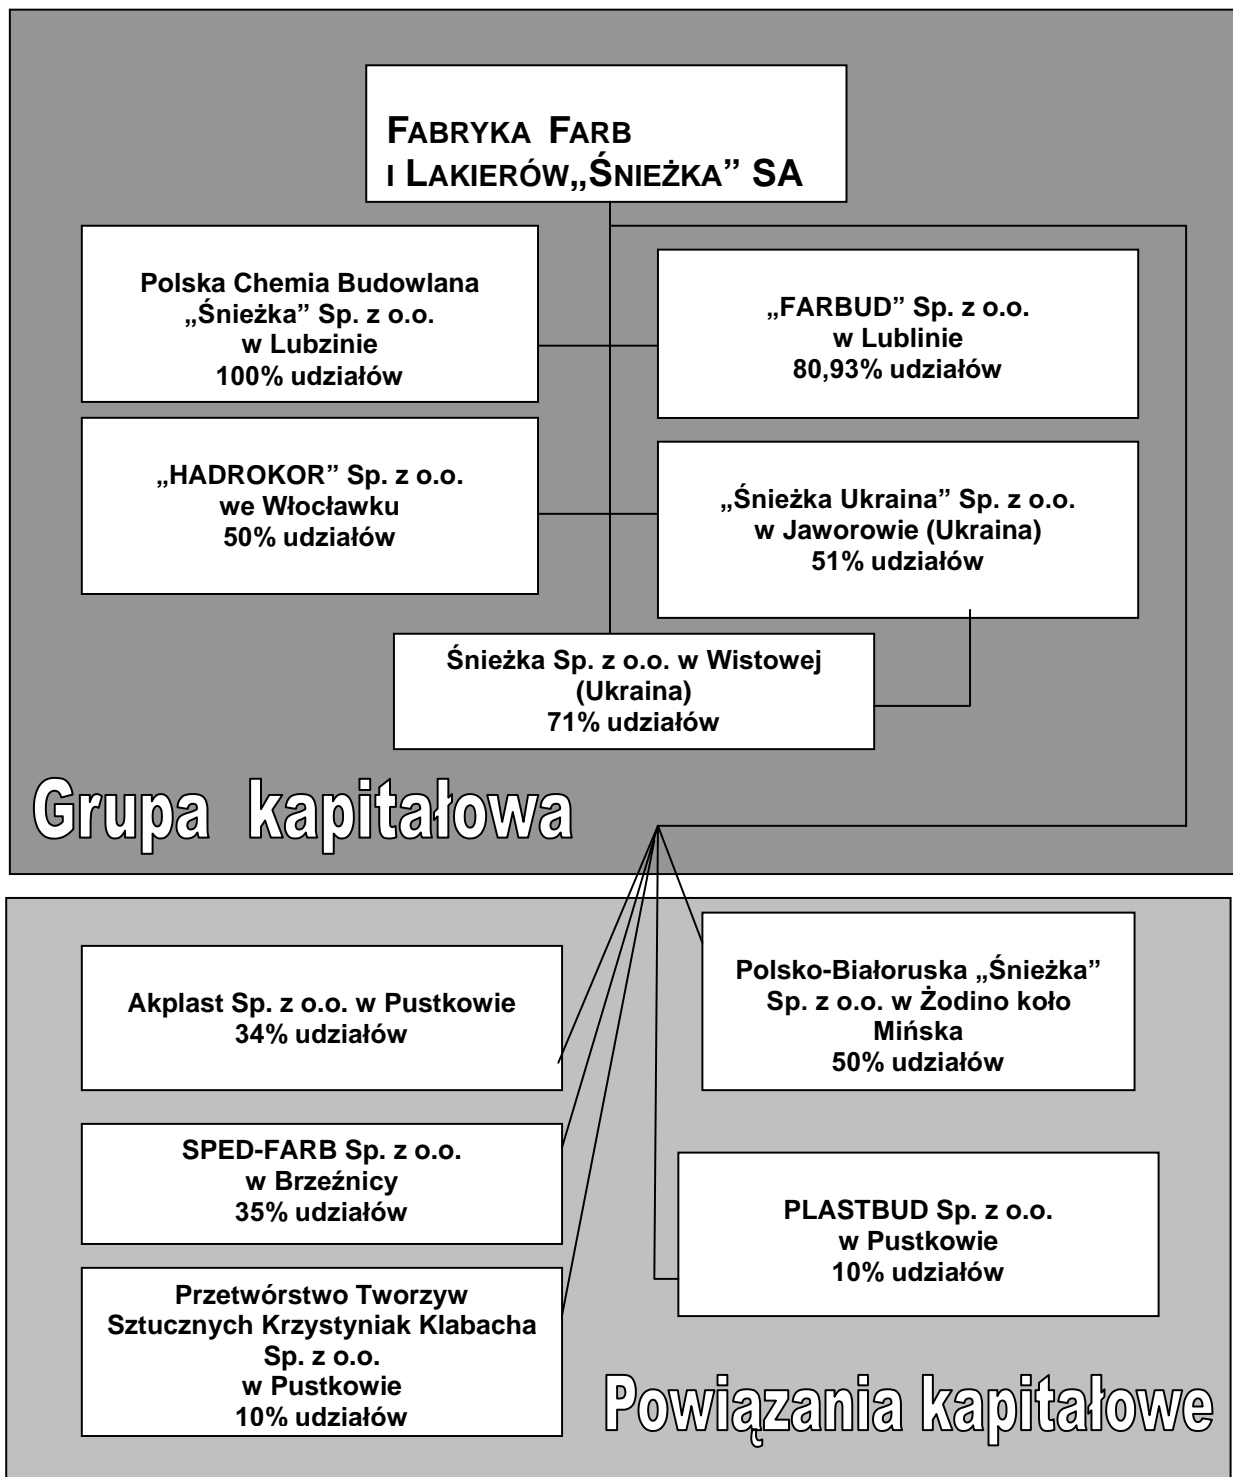 FABRYKA FARB
I LAKIERÓW„ŚNIEŻKA” SA
Polska Chemia Budowlana
„Śnieżka” Sp. z o.o.
w Lubzinie
100% udziałów
„FARBUD” Sp. z o.o.
w Lublinie
80,93% udziałów
„HADROKOR” Sp. z o.o.
we Włocławku
50% udziałów
„Śnieżka Ukraina” Sp. z o.o.
w Jaworowie (Ukraina)
51% udziałów
Śnieżka Sp. z o.o. w Wistowej
(Ukraina)
71% udziałów
Grupa kapitałowa
Akplast Sp. z o.o. w Pustkowie
34% udziałów
Polsko-Białoruska „Śnieżka”
Sp. z o.o. w Żodino koło
Mińska
50% udziałów
SPED-FARB Sp. z o.o.
w Brzeźnicy
35% udziałów
PLASTBUD Sp. z o.o.
w Pustkowie
10% udziałów
Przetwórstwo Tworzyw
Sztucznych Krzystyniak Klabacha
Sp. z o.o.
w Pustkowie
10% udziałów
Powiązania kapitałowe